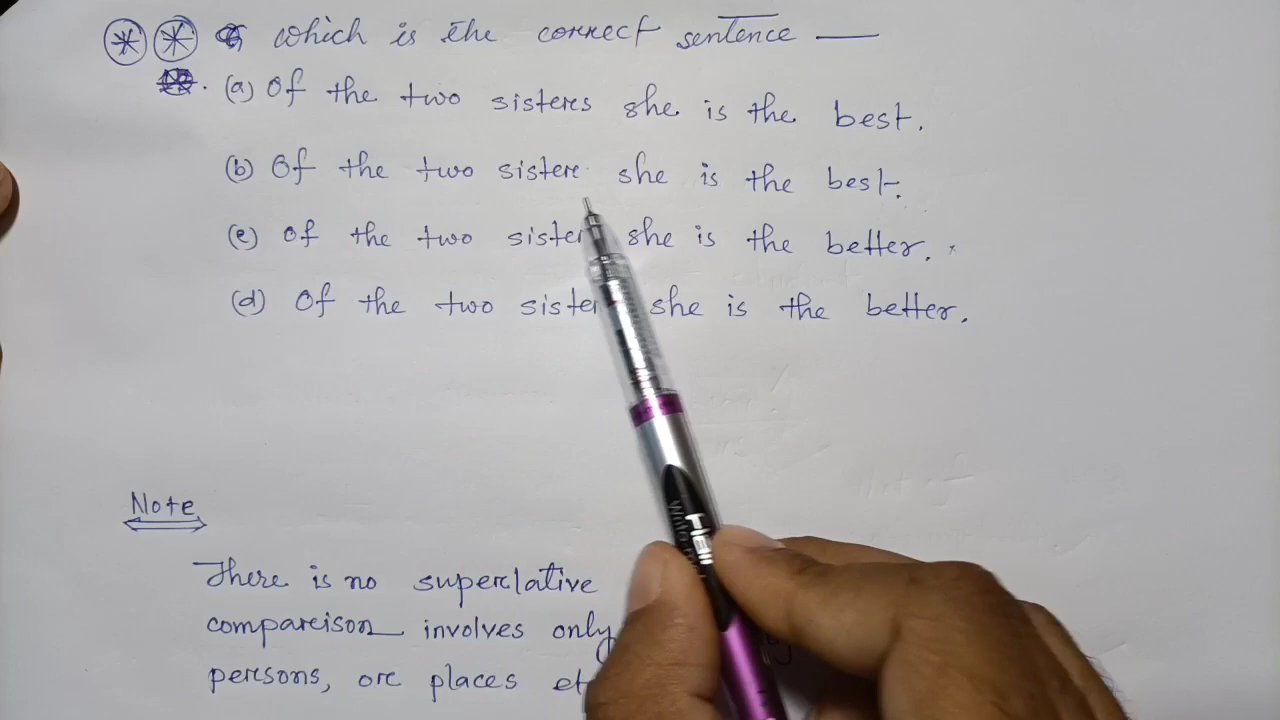 which is the correct sentence —
(a) Of the two sisters she is the best.
(b) Of the two sister she is the best.
(c) Of the two she is the better.
(d) Of the two she is the better.
Note
There is no superlative
comparison involves only
persons, or places